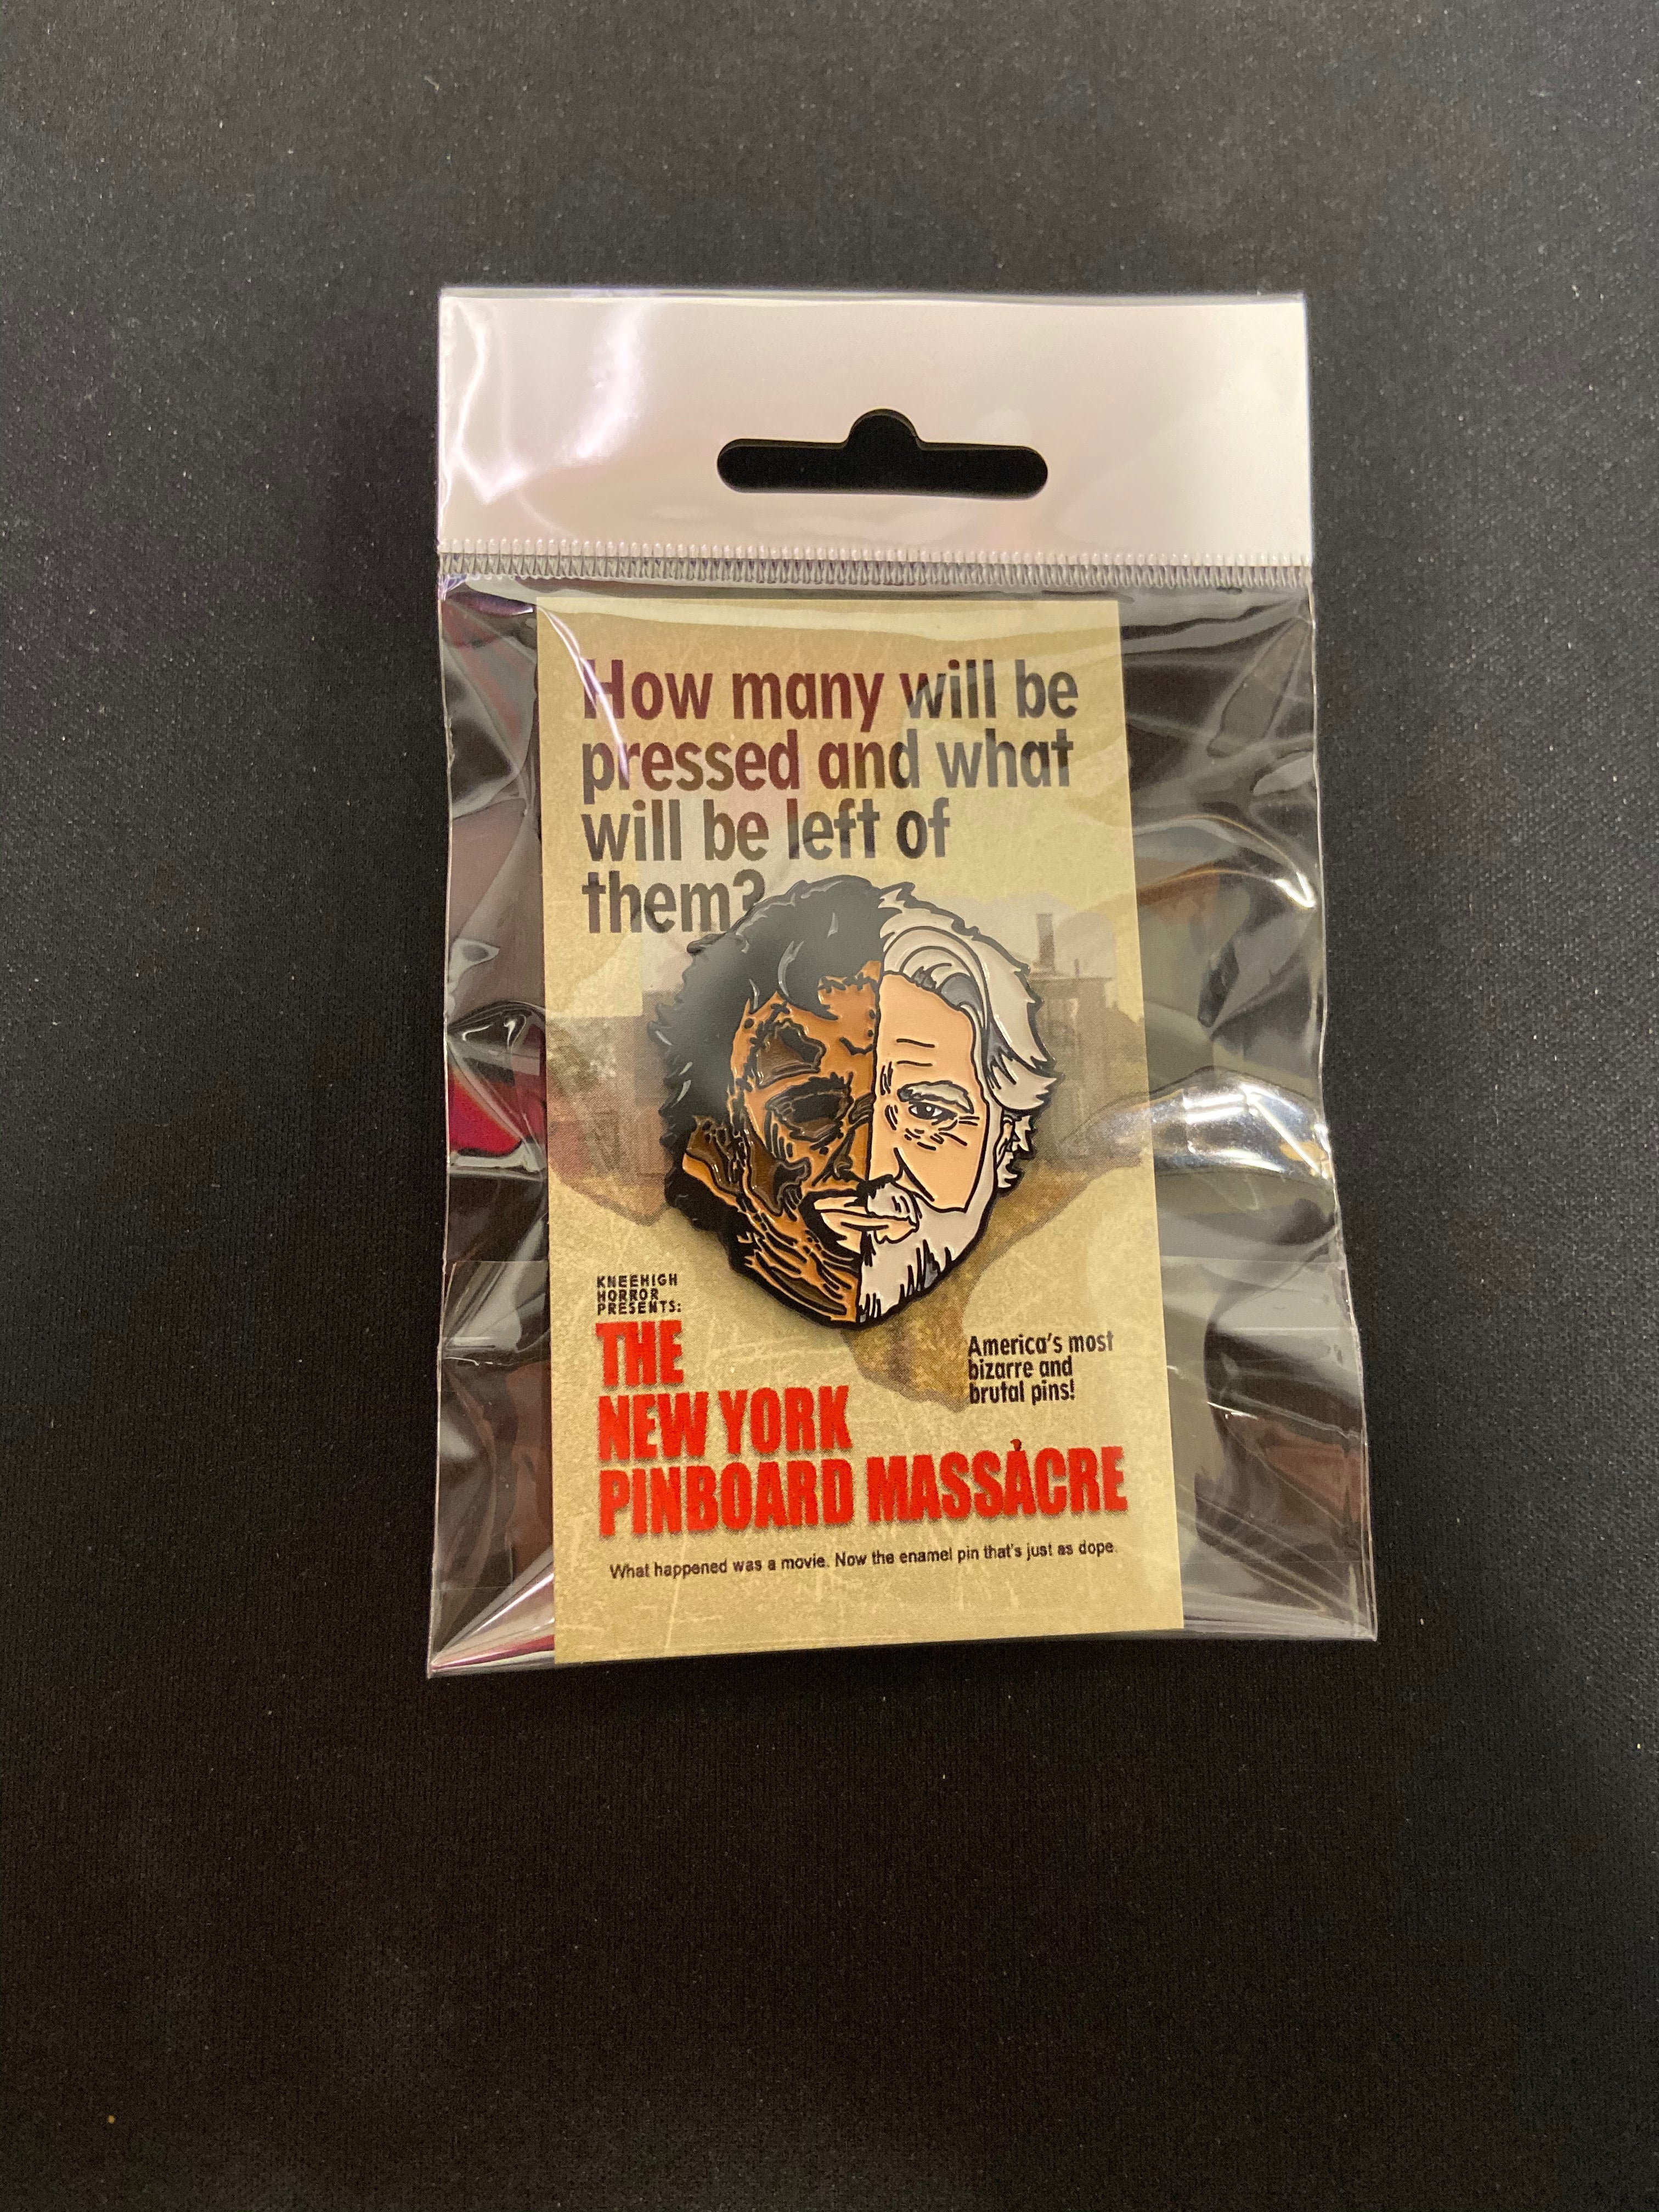 How many will be
pressed and what
will be left of
them?
KNEEHIGH
HORROR
PRESENTS:
THE
NEW YORK
PINBOARD MASSACRE
America's most
bizarre and
brutal pins!
What happened was a movie. Now the enamel pin that's just as dope.